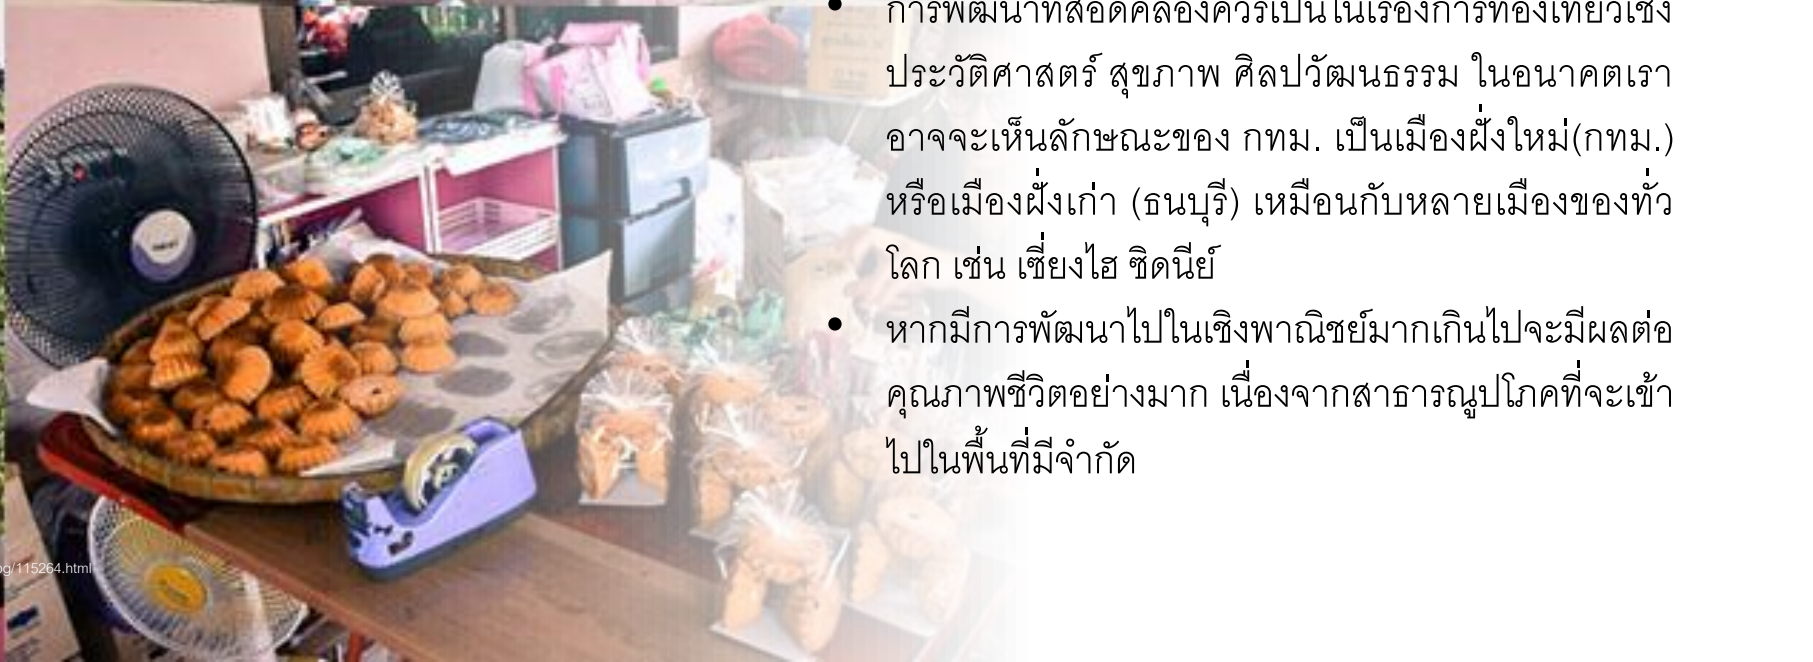 • การพัฒนาที่สอดคล้องควรเป็นในเรื่องการท่องเที่ยวเชิง
ประวัติศาสตร์ สุขภาพ ศิลปวัฒนธรรม ในอนาคตเรา
อาจจะเห็นลักษณะของ กทม. เป็นเมืองฝั่งใหม่(กทม.)
หรือเมืองฝั่งเก่า (ธนบุรี) เหมือนกับหลายเมืองของทั่ว
โลก เช่น เซี่ยงไฮ ซิดนีย์
• หากมีการพัฒนาไปในเชิงพาณิชย์มากเกินไปจะมีผลต่อ
คุณภาพชีวิตอย่างมาก เนื่องจากสาธารณูปโภคที่จะเข้า
ไปในพื้นที่มีจำกัด
og/115264.html